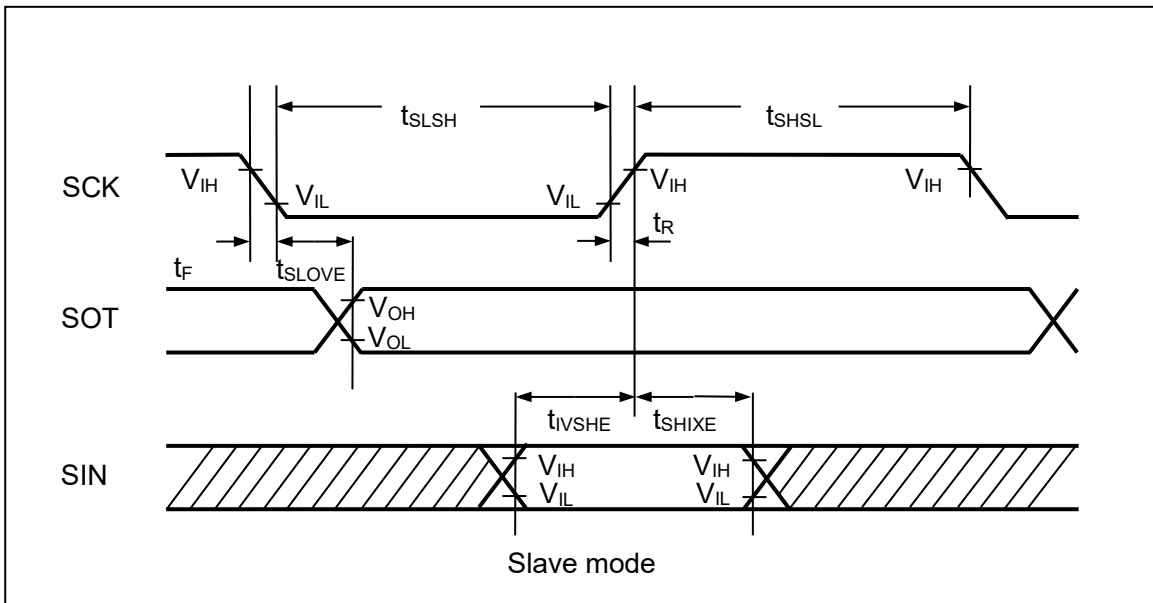 tSLSH
tSHSL
SCK
VIH
VIL
VIL
VIH
VIH
tR
tF
tSLOVE
SOT
VOH
VOL
tIVSHE
tSHIXE
SIN
VIH
VIL
VIH
VIL
Slave mode